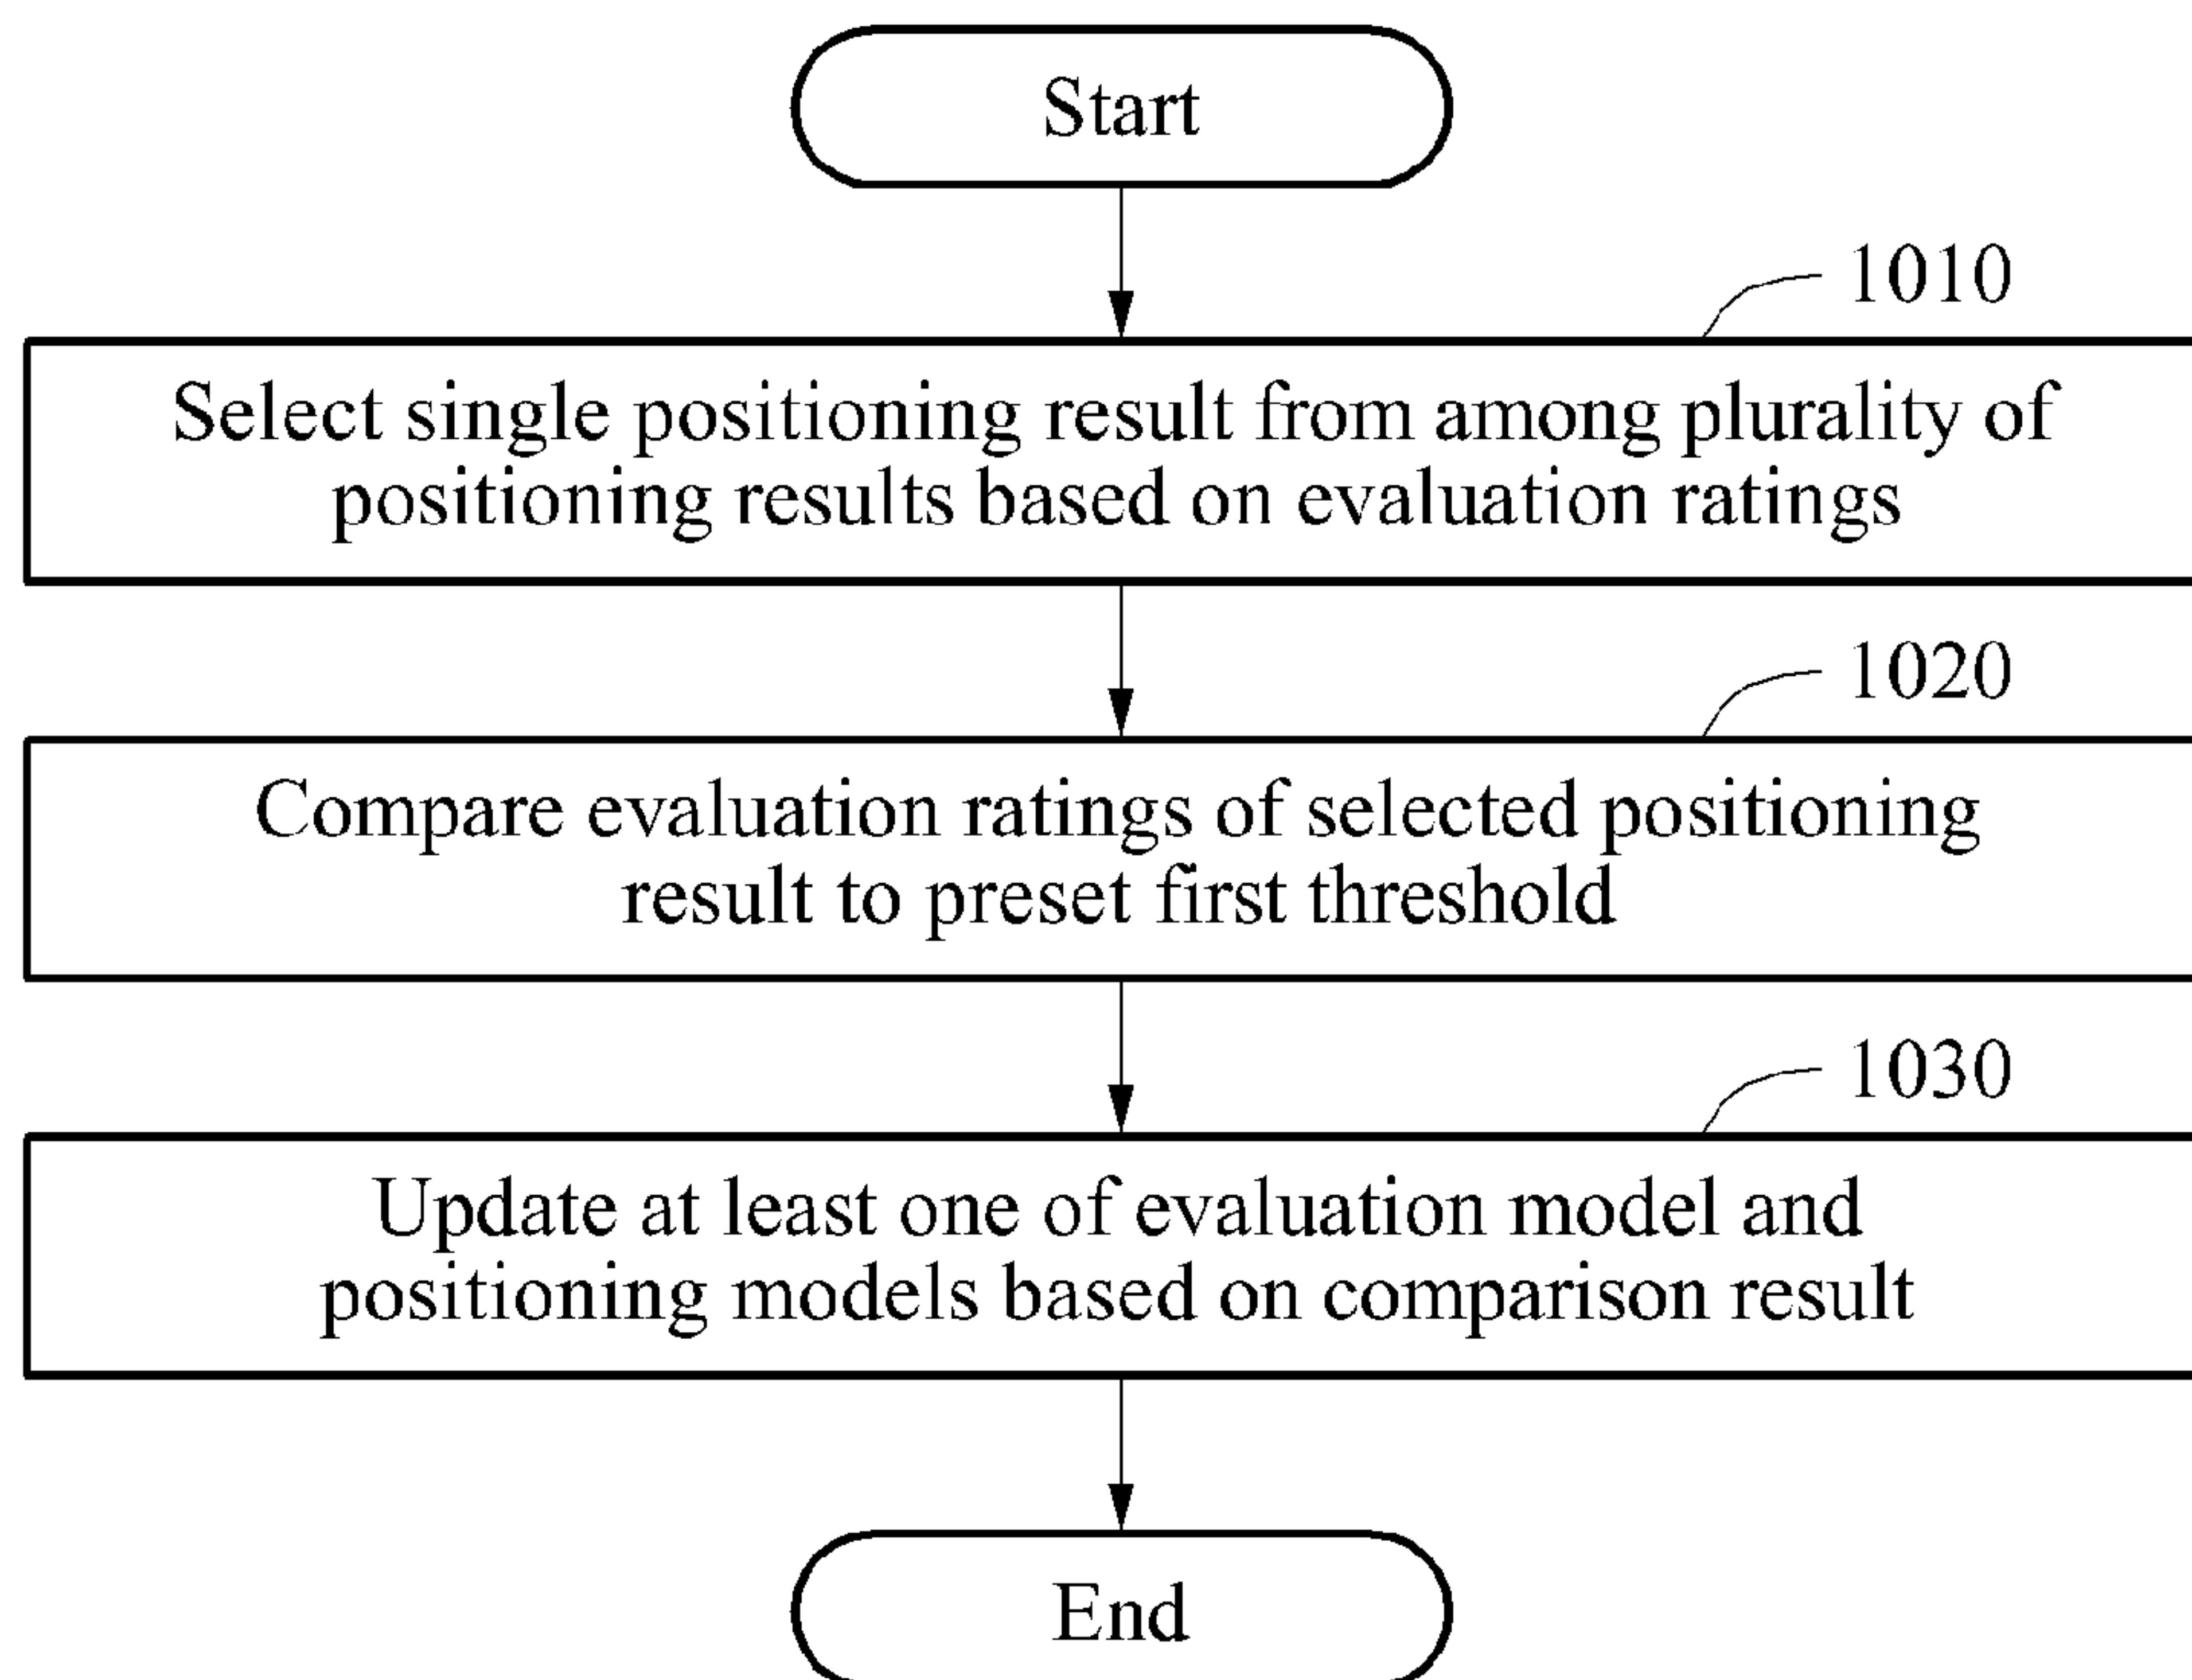 Start
1010
Select single positioning result from among plurality of
positioning results based on evaluation ratings
1020
Compare evaluation ratings of selected positioning
result to preset first threshold
1030
Update at least one of evaluation model and
positioning models based on comparison result
End